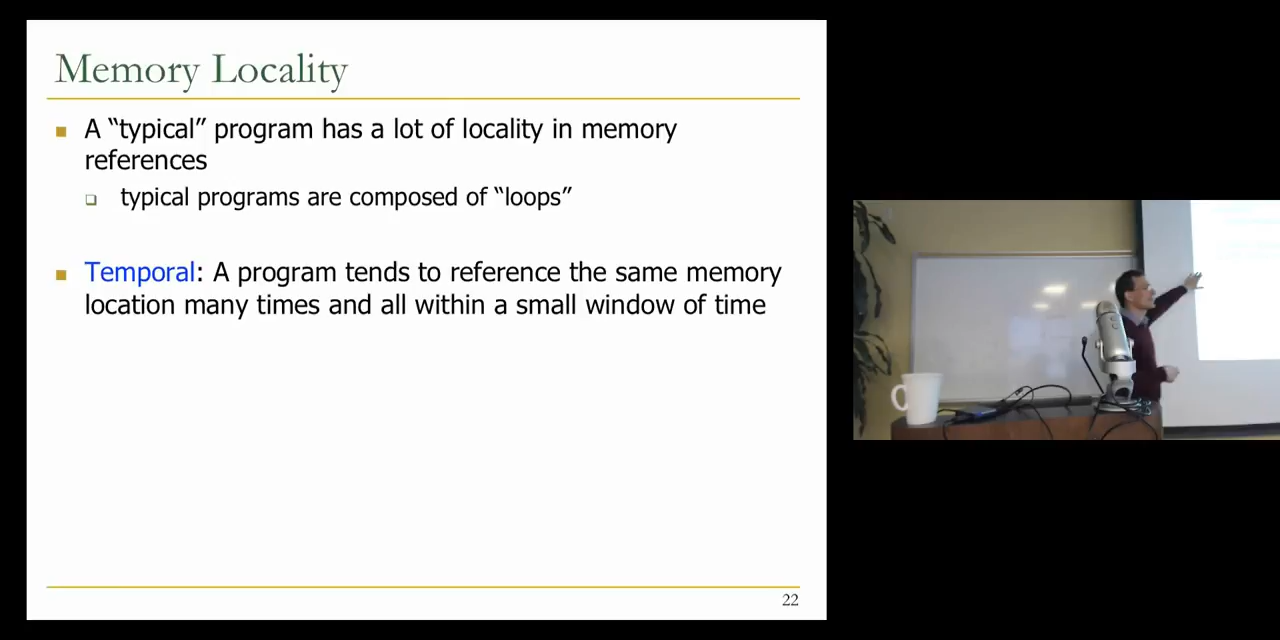 Memory Locality
■ A “typical” program has a lot of locality in memory
references
❑ typical programs are composed of “loops”
■ Temporal: A program tends to reference the same memory
location many times and all within a small window of time
22